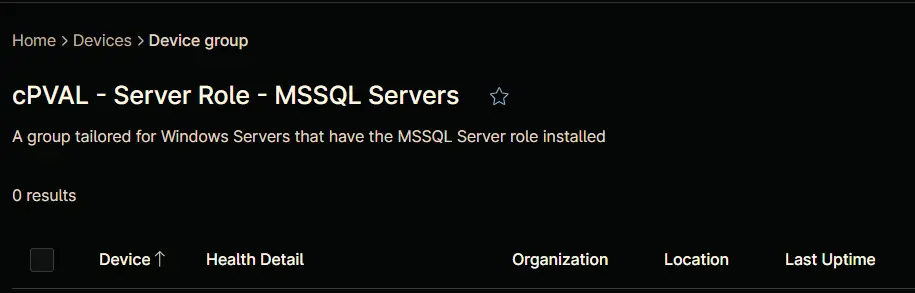 Home > Devices > Device group
cPVAL - Server Role - MSSQL Servers
A group tailored for Windows Servers that have the MSSQL Server role installed
0 results
Device ↑ Health Detail Organization Location Last Uptime